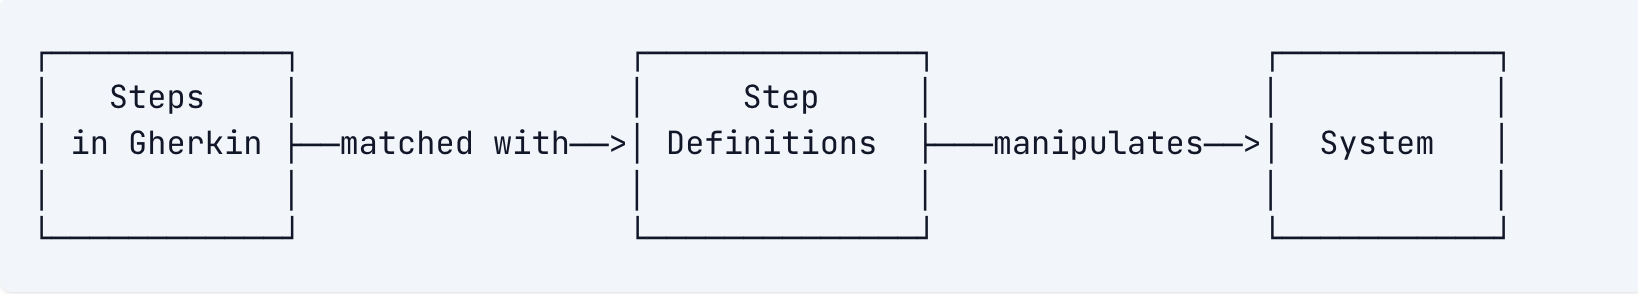 Steps
in Gherkin
matched with
Step
Definitions
manipulates
System